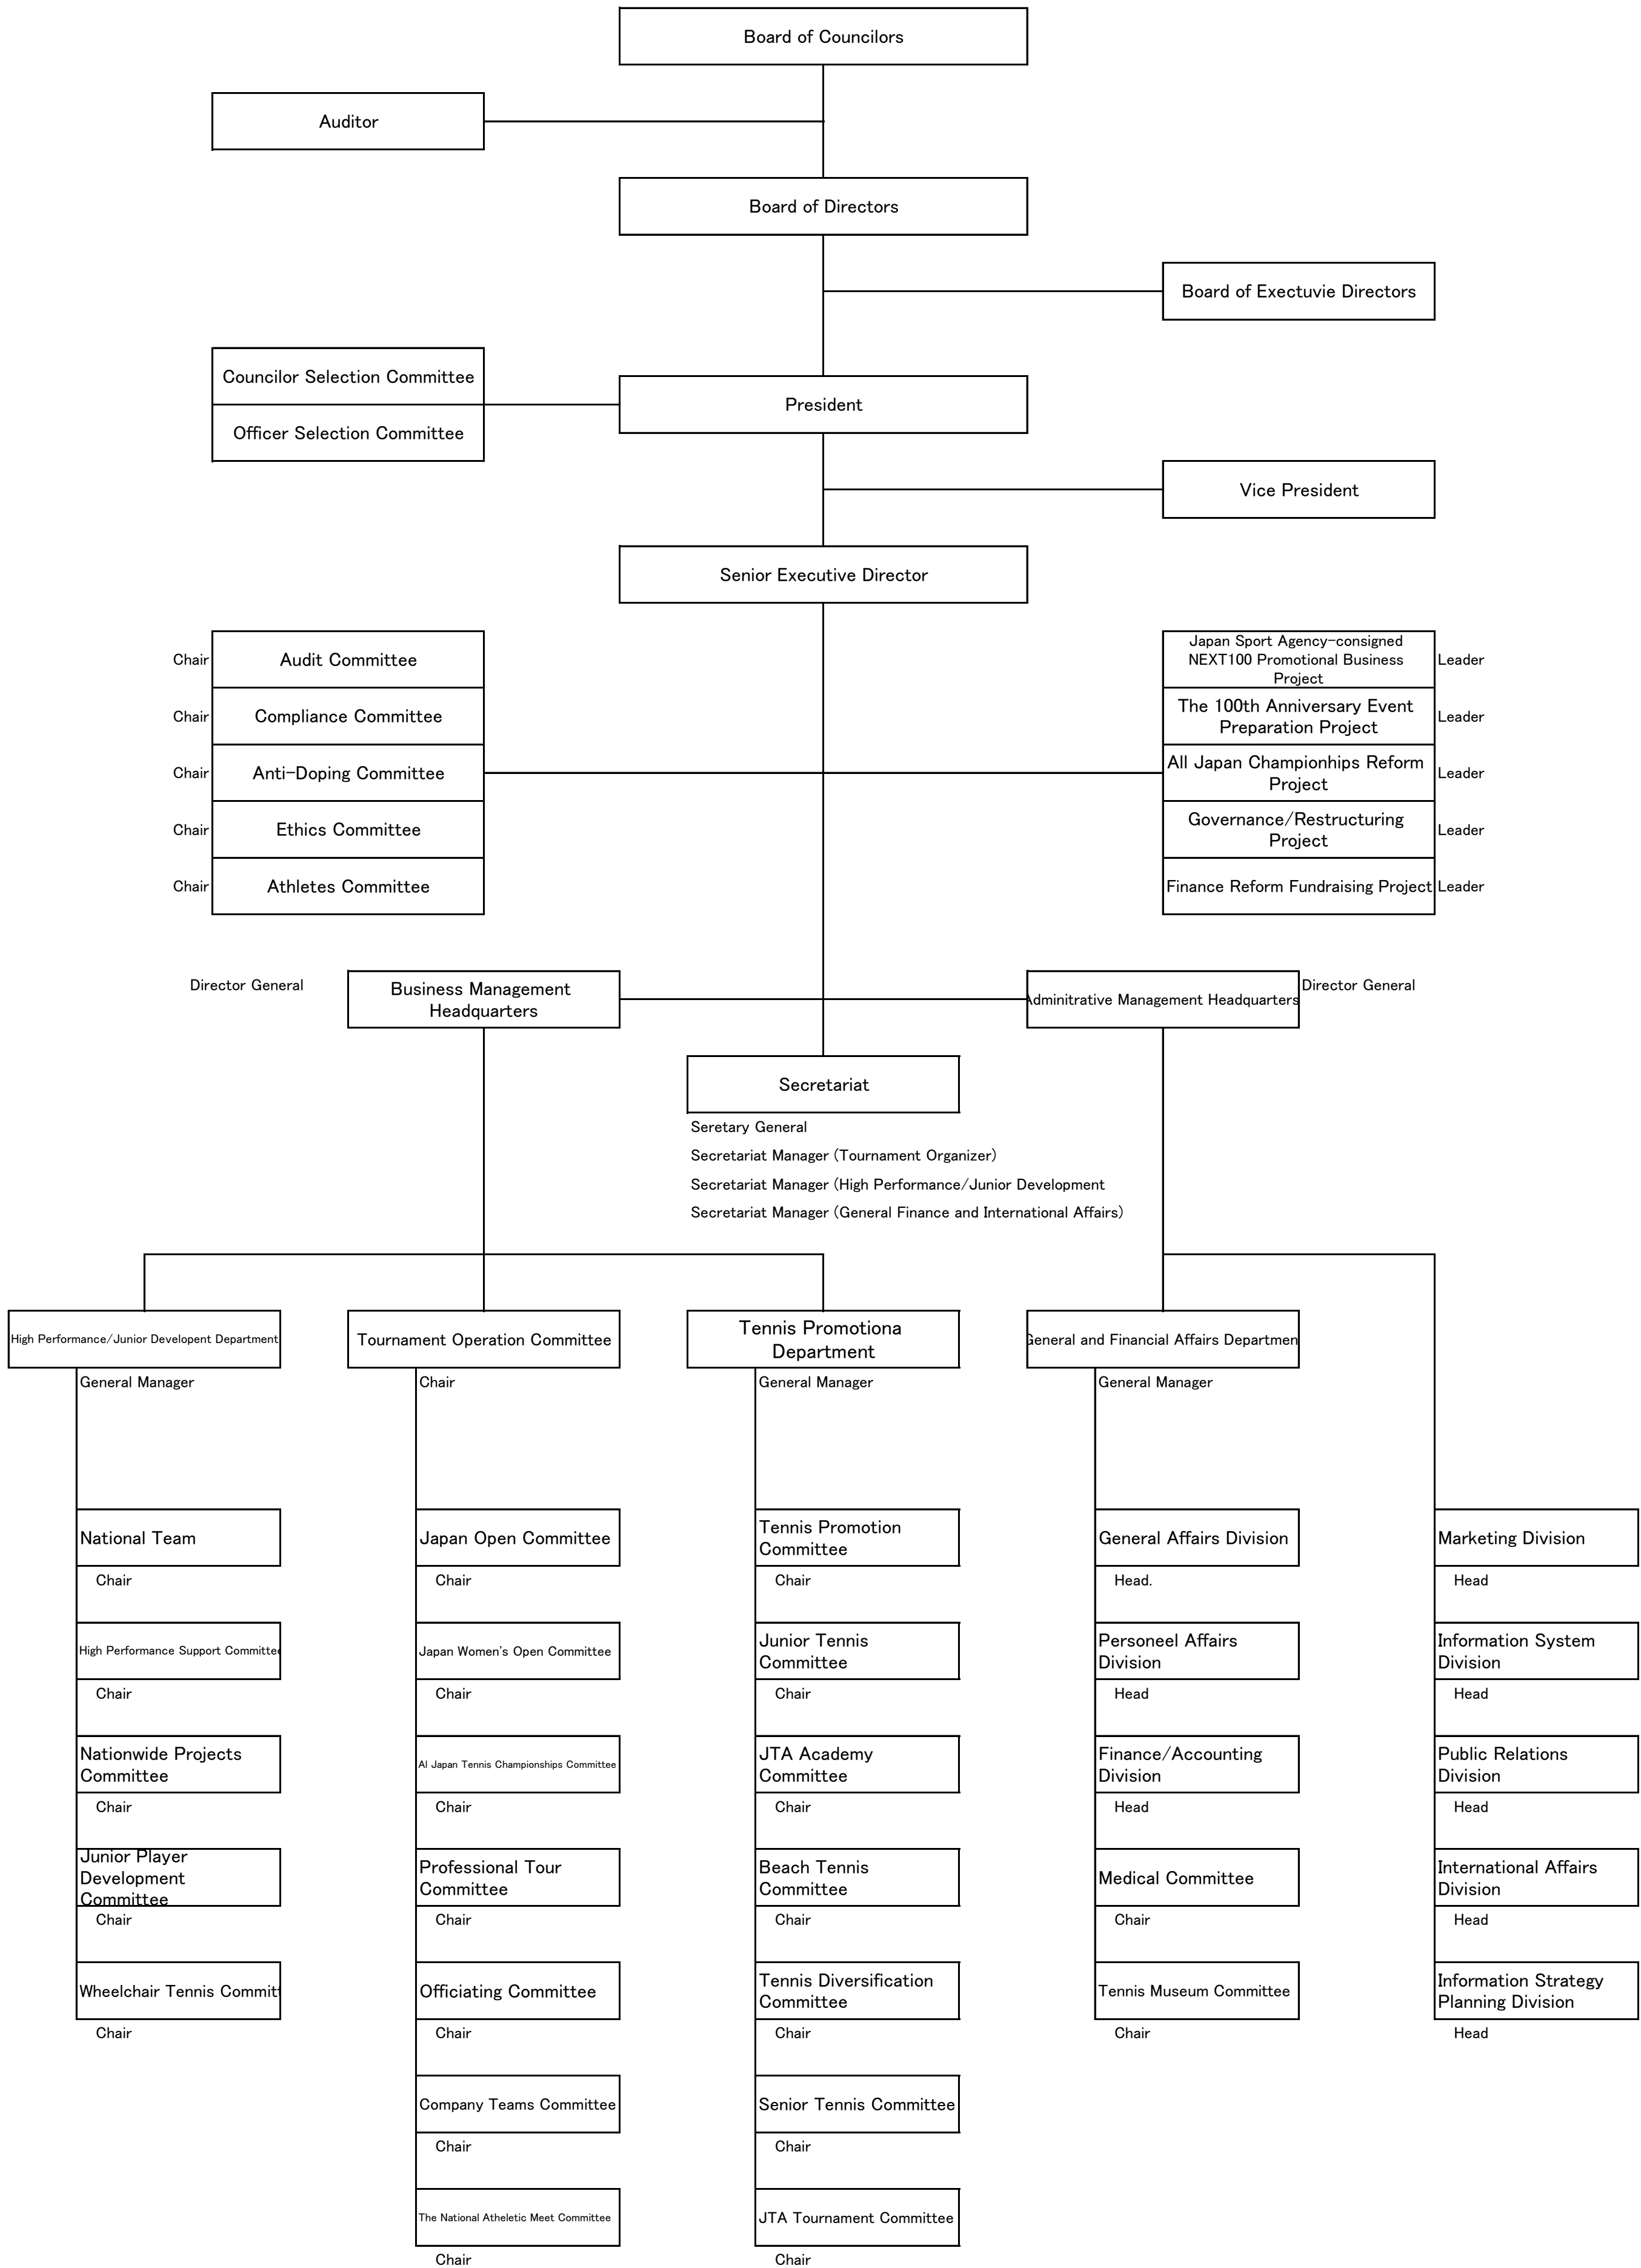 Board of Councilors
Auditor
Board of Directors
Board of Exectuvie Directors
Councilor Selection Committee
President
Officer Selection Committee
Vice President
Senior Executive Director
Chair
Audit Committee
Japan Sport Agency-consigned
NEXT100 Promotional Business
Project
Leader
Chair
Compliance Committee
The 100th Anniversary Event
Preparation Project
Leader
Chair
Anti-Doping Committee
All Japan Championhips Reform
Project
Leader
Chair
Ethics Committee
Governance/Restructuring
Project
Leader
Chair
Athletes Committee
Finance Reform Fundraising Project
Leader
Director General
Business Management
Headquarters
Adminitrative Management Headquarters
Director General
Secretariat
Seretary General
Secretariat Manager (Tournament Organizer)
Secretariat Manager (High Performance/Junior Development
Secretariat Manager (General Finance and International Affairs)
High Performance/Junior Developent Department
Tournament Operation Committee
Tennis Promotiona
Department
General and Financial Affairs Departmen
General Manager
Chair
General Manager
General Manager
National Team
Japan Open Committee
Tennis Promotion
Committee
General Affairs Division
Marketing Division
Chair
Chair
Chair
Head.
Head
High Performance Support Committee
Japan Women's Open Committee
Junior Tennis
Committee
Personeel Affairs
Division
Information System
Division
Chair
Chair
Chair
Head
Head
Nationwide Projects
Committee
Al Japan Tennis Championships Committee
JTA Academy
Committee
Finance/Accounting
Division
Public Relations
Division
Chair
Chair
Chair
Head
Head
Junior Player
Development
Committee
Professional Tour
Committee
Beach Tennis
Committee
Medical Committee
International Affairs
Division
Chair
Chair
Chair
Chair
Head
Wheelchair Tennis Committ
Officiating Committee
Tennis Diversification
Committee
Tennis Museum Committee
Information Strategy
Planning Division
Chair
Chair
Chair
Chair
Head
Company Teams Committee
Senior Tennis Committee
Chair
Chair
The National Atheletic Meet Committee
JTA Tournament Committee
Chair
Chair